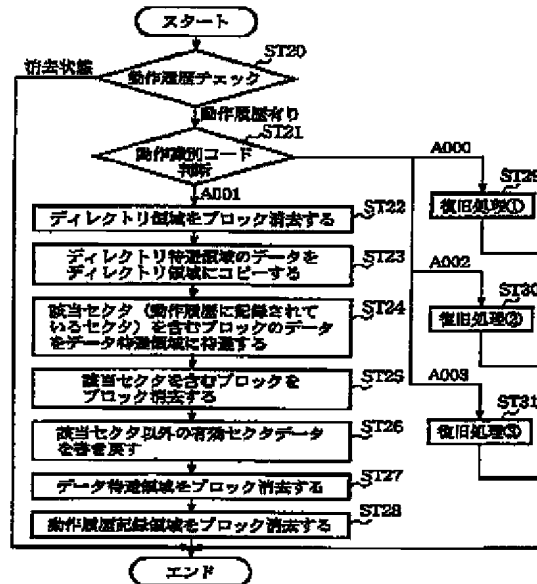 スタート
ST20
消去状態
動作履歴チェック
動作履歴有り
ST21
動作識別コード
判断
A000
A001
ST29
復旧処理①
ST22
ディレクトリ領域をブロック消去する
ST23
ディレクトリ待避領域のデータを
ディレクトリ領域にコピーする
A002
ST30
復旧処理②
ST24
該当セクタ(動作履歴に記録されて
いるセクタ)を含むブロックのデータ
をデータ待避領域に待避する
ST25
該当セクタを含むブロックを
ブロック消去する
A003
ST31
復旧処理③
ST26
該当セクタ以外の有効セクタデータ
を書き戻す
ST27
データ待避領域をブロック消去する
ST28
動作履歴記録領域をブロック消去する
エンド